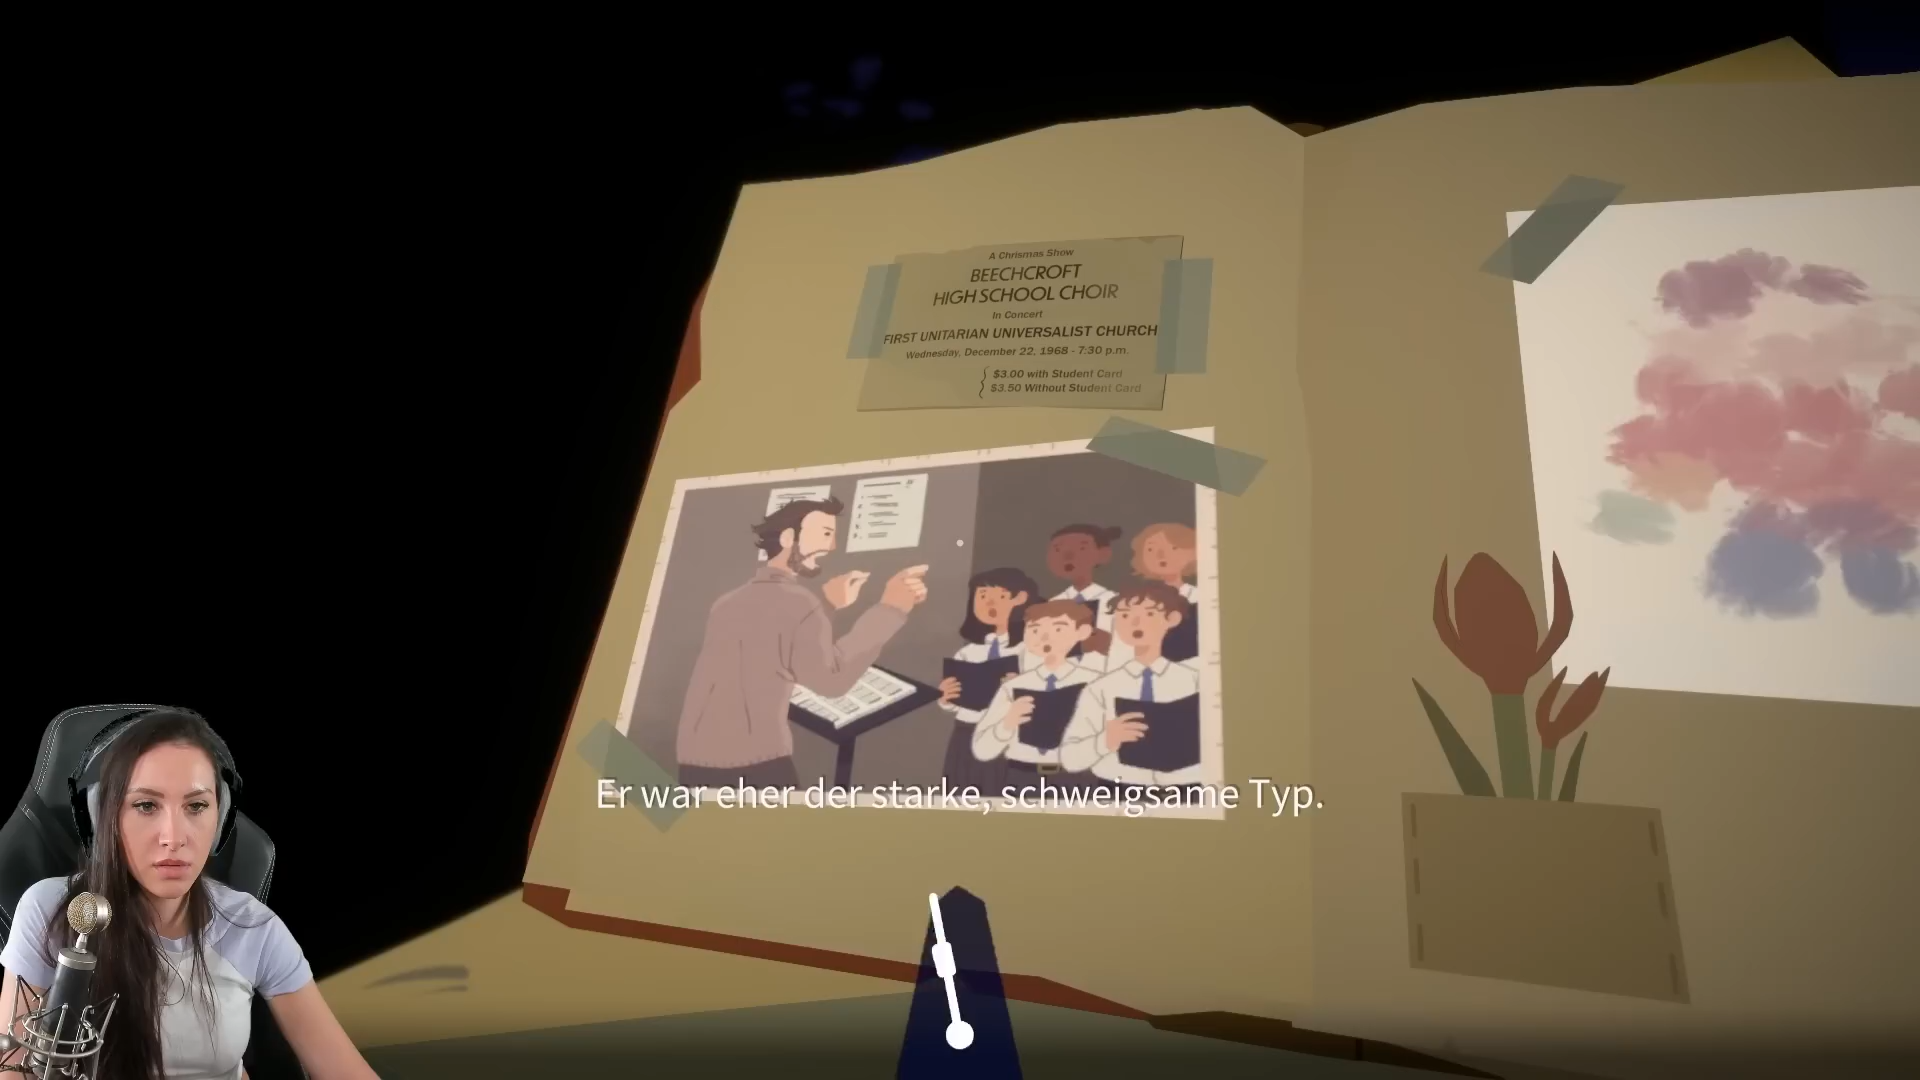 A Chrismas Show
BEECHCROFT
HIGH SCHOOL CHOIR
In Concert
FIRST UNITARIAN UNIVERSALIST CHURCH
Wednesday, December 22, 1968 - 7:30 p.m.
$3.00 with Student Card
$3.50 Without Student Card
Er war eher der starke, schweigsame Typ.